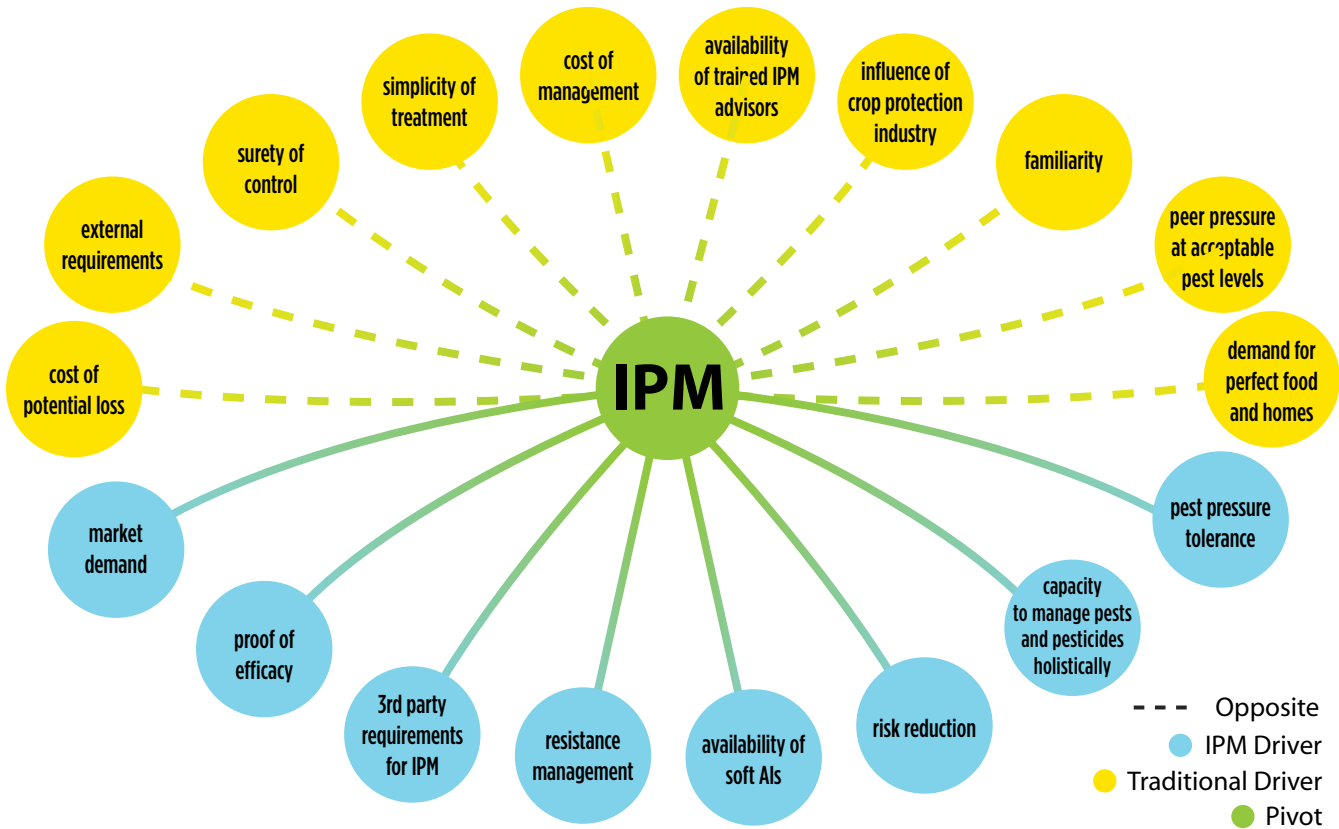 cost of
management
availability
of trained IPM
advisors
influence of
crop protection
industry
simplicity of
treatment
surety of
control
familiarity
external
requirements
peer pressure
at acceptable
pest levels
cost of
potential loss
IPM
demand for
perfect food
and homes
market
demand
pest pressure
tolerance
proof of
efficacy
capacity
to manage pests
and pesticides
holistically
3rd party
requirements
for IPM
resistance
management
availability of
soft AIs
risk reduction
Opposite
IPM Driver
Traditional Driver
Pivot